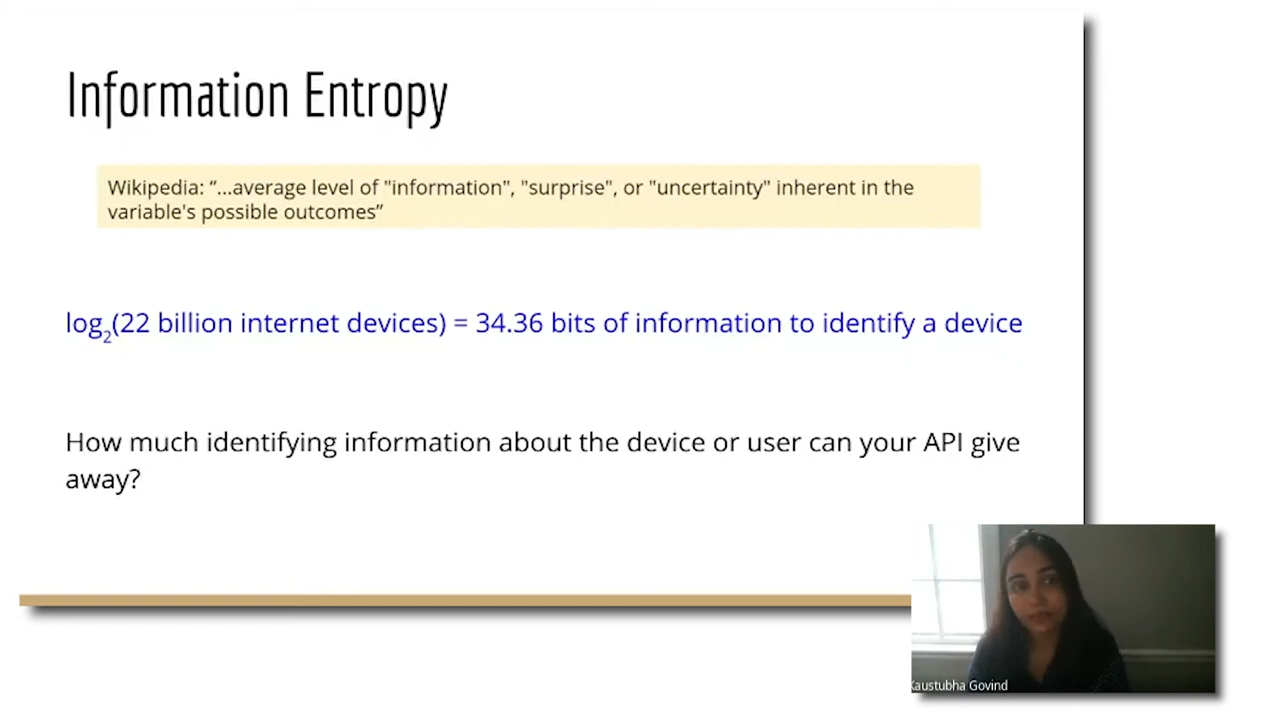 Information Entropy
Wikipedia: “...average level of "information", "surprise", or "uncertainty" inherent in the
variable's possible outcomes”
log2(22 billion internet devices) = 34.36 bits of information to identify a device
How much identifying information about the device or user can your API give
away?
Kaustubha Govind